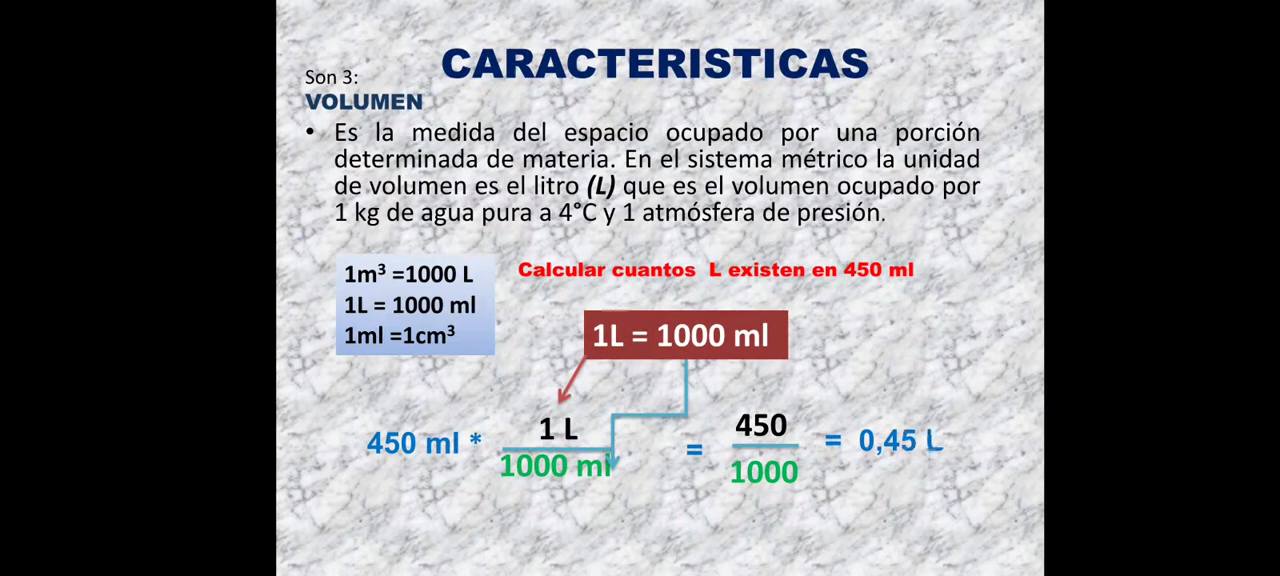 CARACTERISTICAS
Son 3:
VOLUMEN
• Es la medida del espacio ocupado por una porción
determinada de materia. En el sistema métrico la unidad
de volumen es el litro (L) que es el volumen ocupado por
1 kg de agua pura a 4°C y 1 atmósfera de presión.
1m³ =1000 L
1L = 1000 ml
1ml =1cm³
Calcular cuantos L existen en 450 ml
1L = 1000 ml
450 ml *
1 L
1000 ml
=
450
1000
= 0,45 L